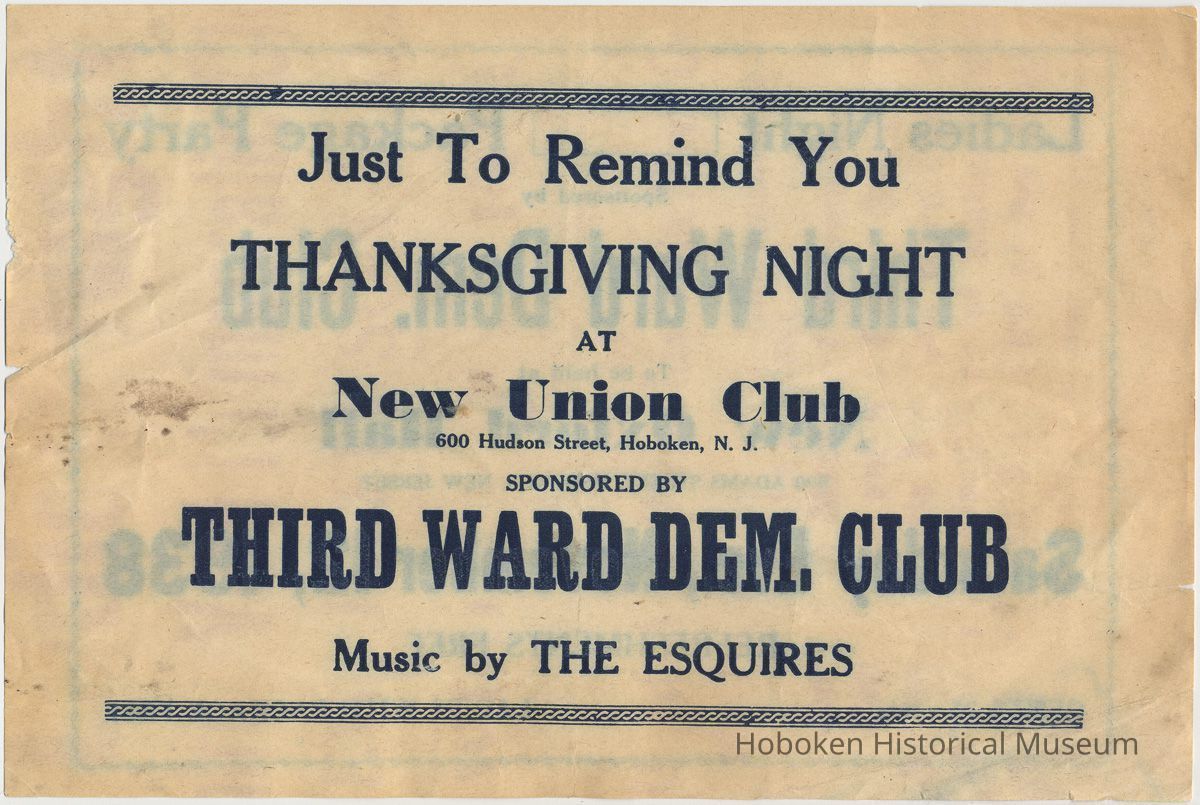 Just To Remind You
THANKSGIVING NIGHT
AT
New Union Club
600 Hudson Street, Hoboken, N. J.
SPONSORED BY
THIRD WARD DEM. CLUB
Music by THE ESQUIRES
Hoboken Historical Museum